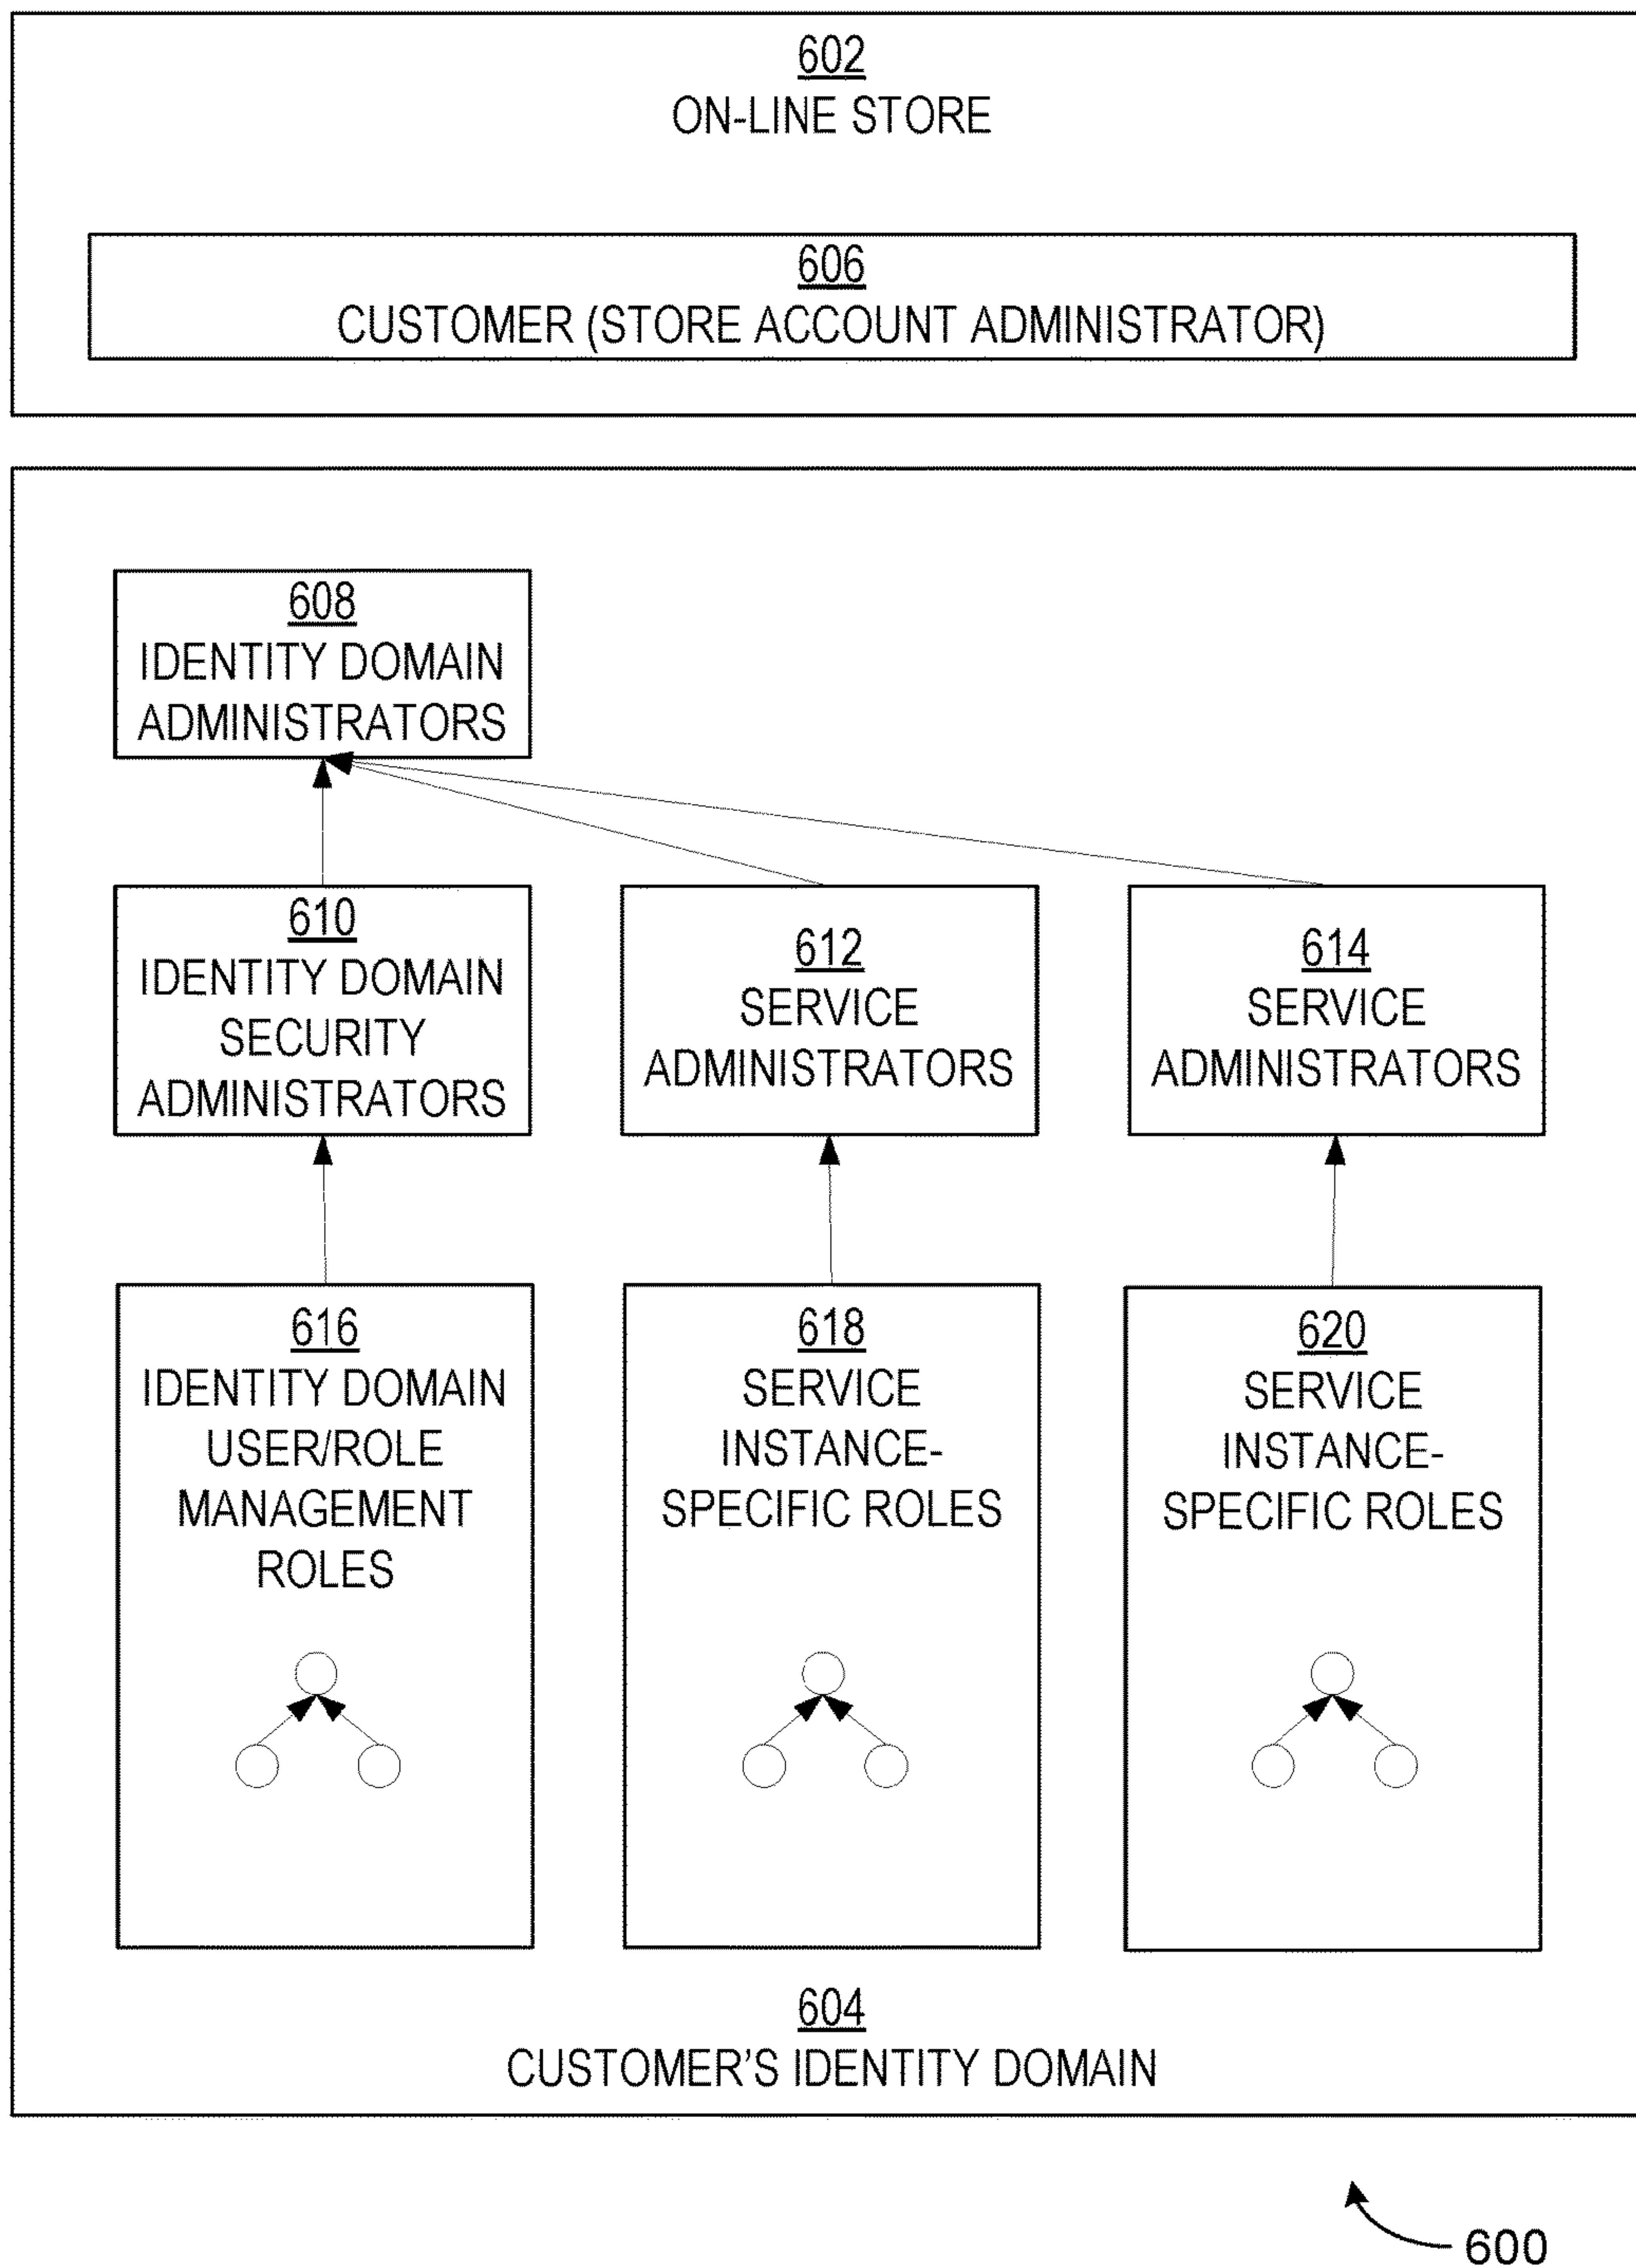 602
ON-LINE STORE
606
CUSTOMER (STORE ACCOUNT ADMINISTRATOR)
608
IDENTITY DOMAIN
ADMINISTRATORS
610
IDENTITY DOMAIN
SECURITY
ADMINISTRATORS
612
SERVICE
ADMINISTRATORS
614
SERVICE
ADMINISTRATORS
616
IDENTITY DOMAIN
USER/ROLE
MANAGEMENT
ROLES
618
SERVICE
INSTANCE-
SPECIFIC ROLES
620
SERVICE
INSTANCE-
SPECIFIC ROLES
604
CUSTOMER'S IDENTITY DOMAIN
600